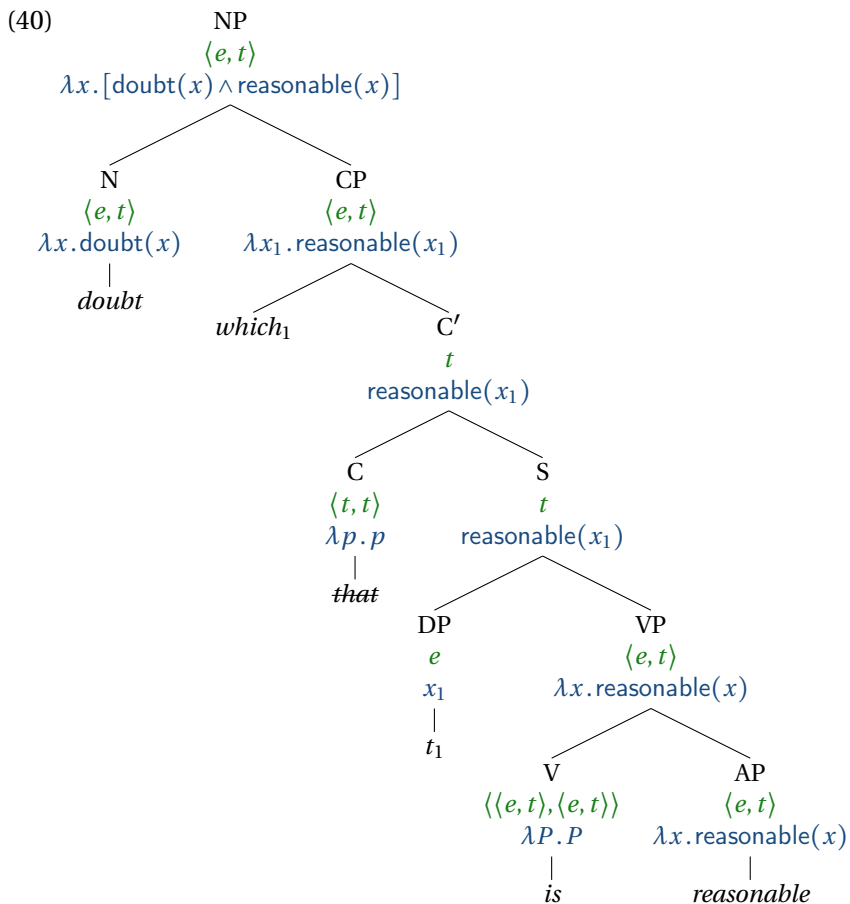 (40) NP
⟨e, t⟩
λx.[doubt(x)∧reasonable(x)]
N CP
⟨e, t⟩ ⟨e, t⟩
λx.doubt(x) λx₁.reasonable(x₁)
doubt which₁ C′
t
reasonable(x₁)
C S
⟨t, t⟩ t
λp.p reasonable(x₁)
that
DP VP
e ⟨e, t⟩
x₁ λx.reasonable(x)
t₁
V AP
⟨⟨e, t⟩,⟨e, t⟩⟩ ⟨e, t⟩
λP.P λx.reasonable(x)
is reasonable